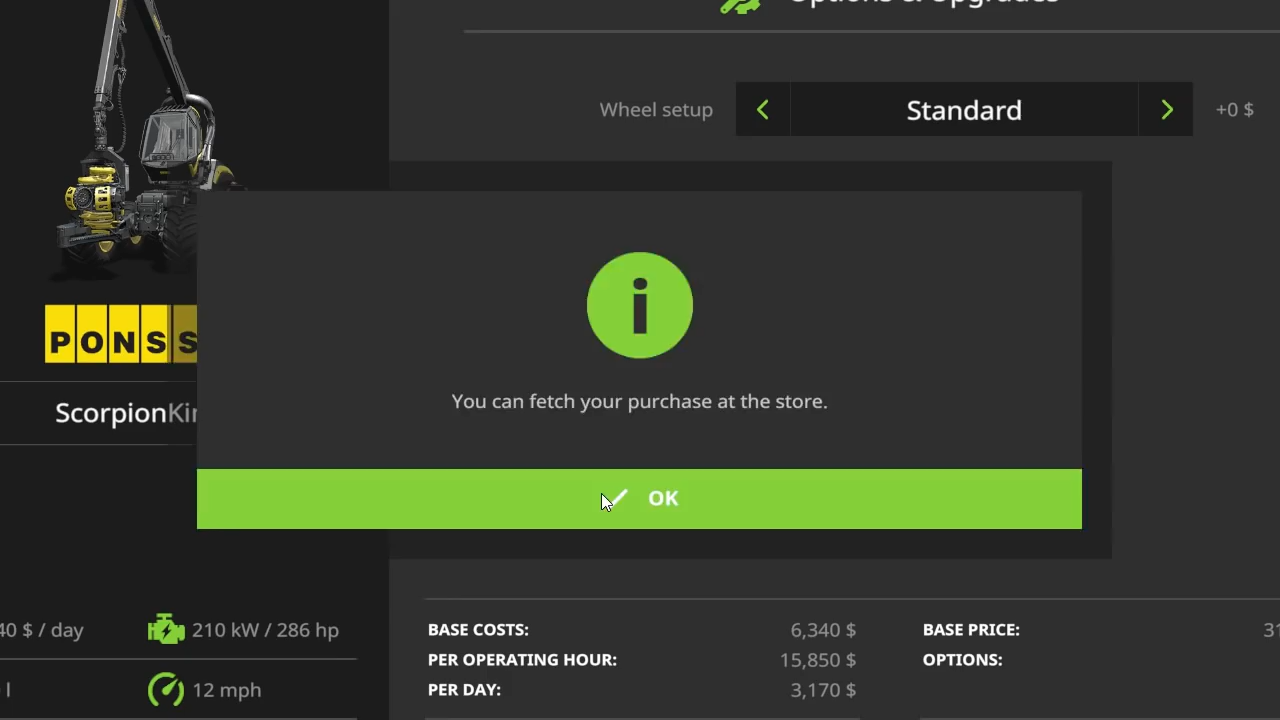 Options & Upgrades
Wheel setup
Standard
+0 $
PONSS
ScorpionKin
You can fetch your purchase at the store.
OK
40 $ / day
210 kW / 286 hp
l
12 mph
BASE COSTS:
6,340 $
PER OPERATING HOUR:
15,850 $
PER DAY:
3,170 $
BASE PRICE:
31
OPTIONS: